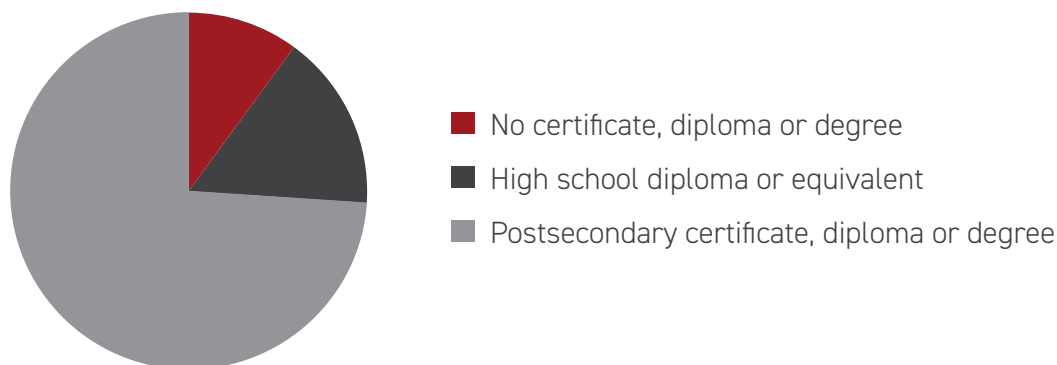 No certificate, diploma or degree
High school diploma or equivalent
Postsecondary certificate, diploma or degree